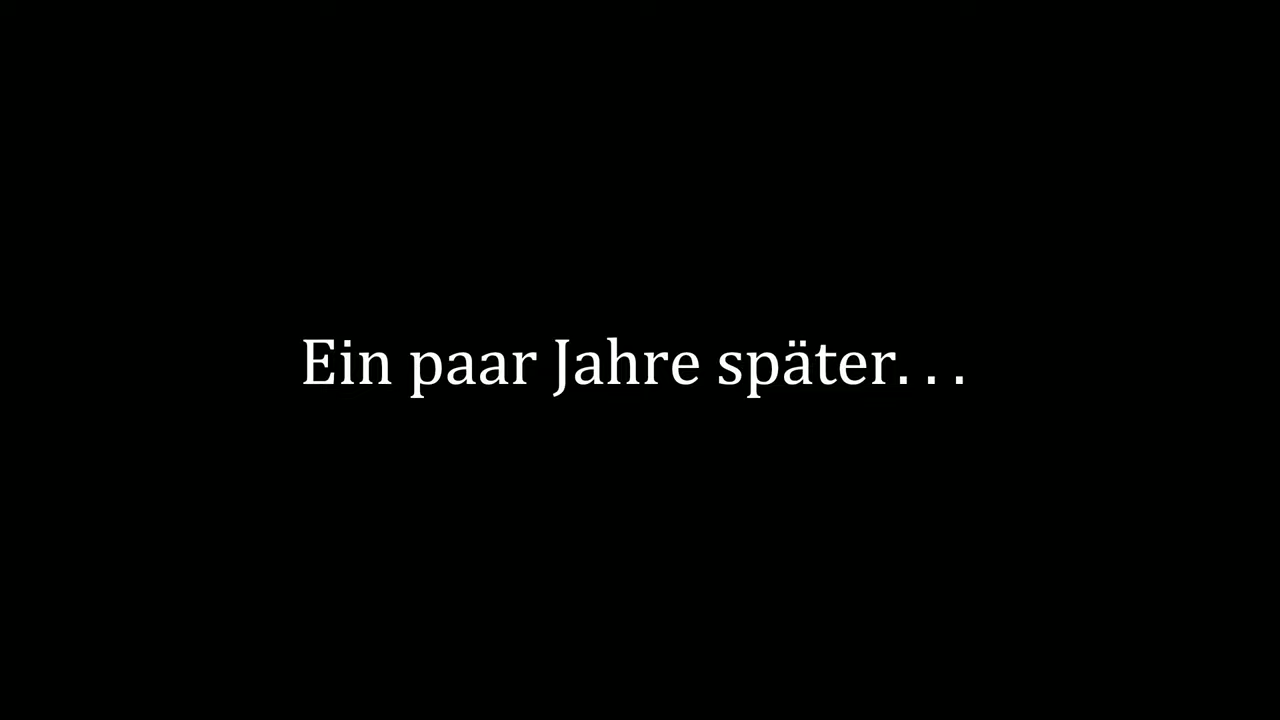 Ein paar Jahre später. . .